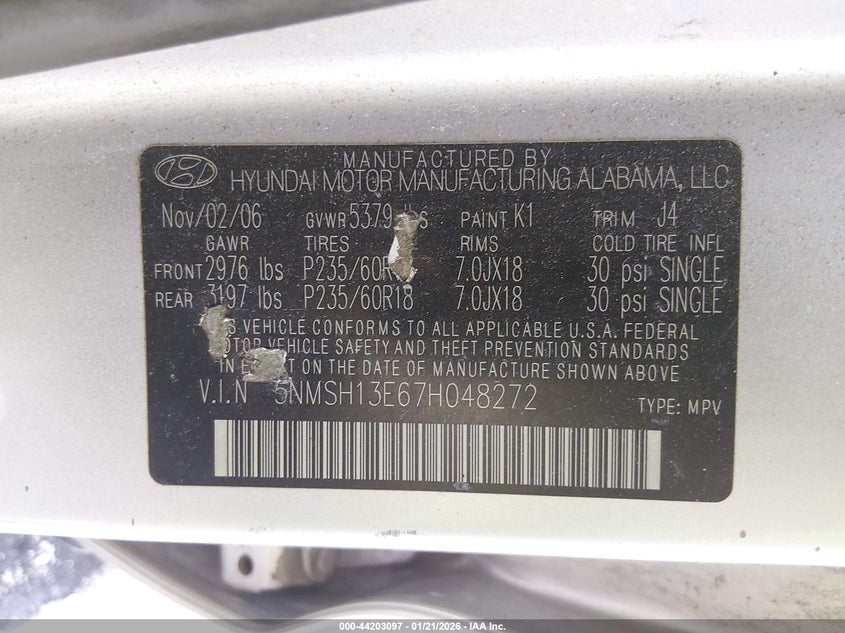 MANUFACTURED BY
HYUNDAI MOTOR MANUFACTURING ALABAMA, LLC
Nov/02/06 GVWR 5379 PAINT K1 TRIM J4
GAWR TIRES RIMS COLD TIRE INFL
FRONT 2976 lbs P235/60R 7.0JX18 30 psi SINGLE
REAR 3197 lbs P235/60R18 7.0JX18 30 psi SINGLE
VEHICLE CONFORMS TO ALL APPLICABLE U.S.A. FEDERAL
VEHICLE SAFETY AND THEFT PREVENTION STANDARDS
IN ON THE DATE OF MANUFACTURE SHOWN ABOVE
V.I.N 5NMSH13E67H048272 TYPE: MPV
000-44203097 - 01/21/2026 - IAA Inc.